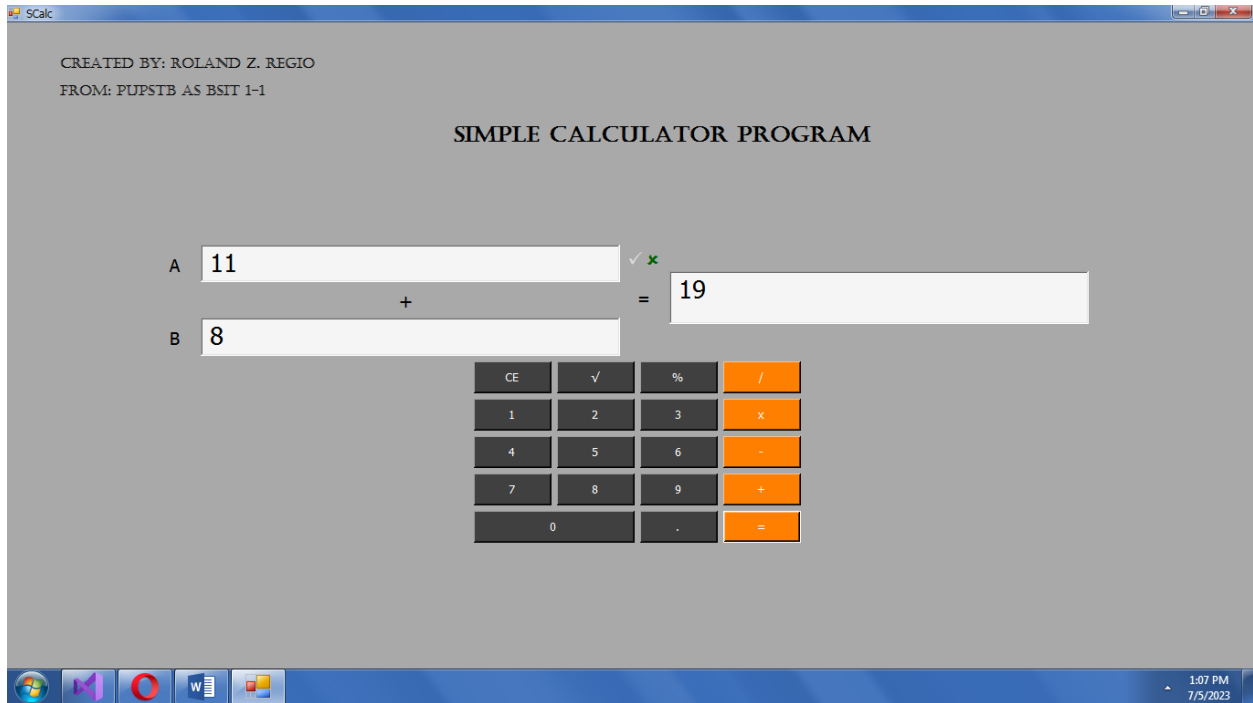 SCalc
CREATED BY: ROLAND Z. REGIO
FROM: PUPSTB AS BSIT 1-1
SIMPLE CALCULATOR PROGRAM
A 11
+ = 19
B 8
CE √ % /
1 2 3 x
4 5 6 -
7 8 9 +
0 . =
1:07 PM
7/5/2023